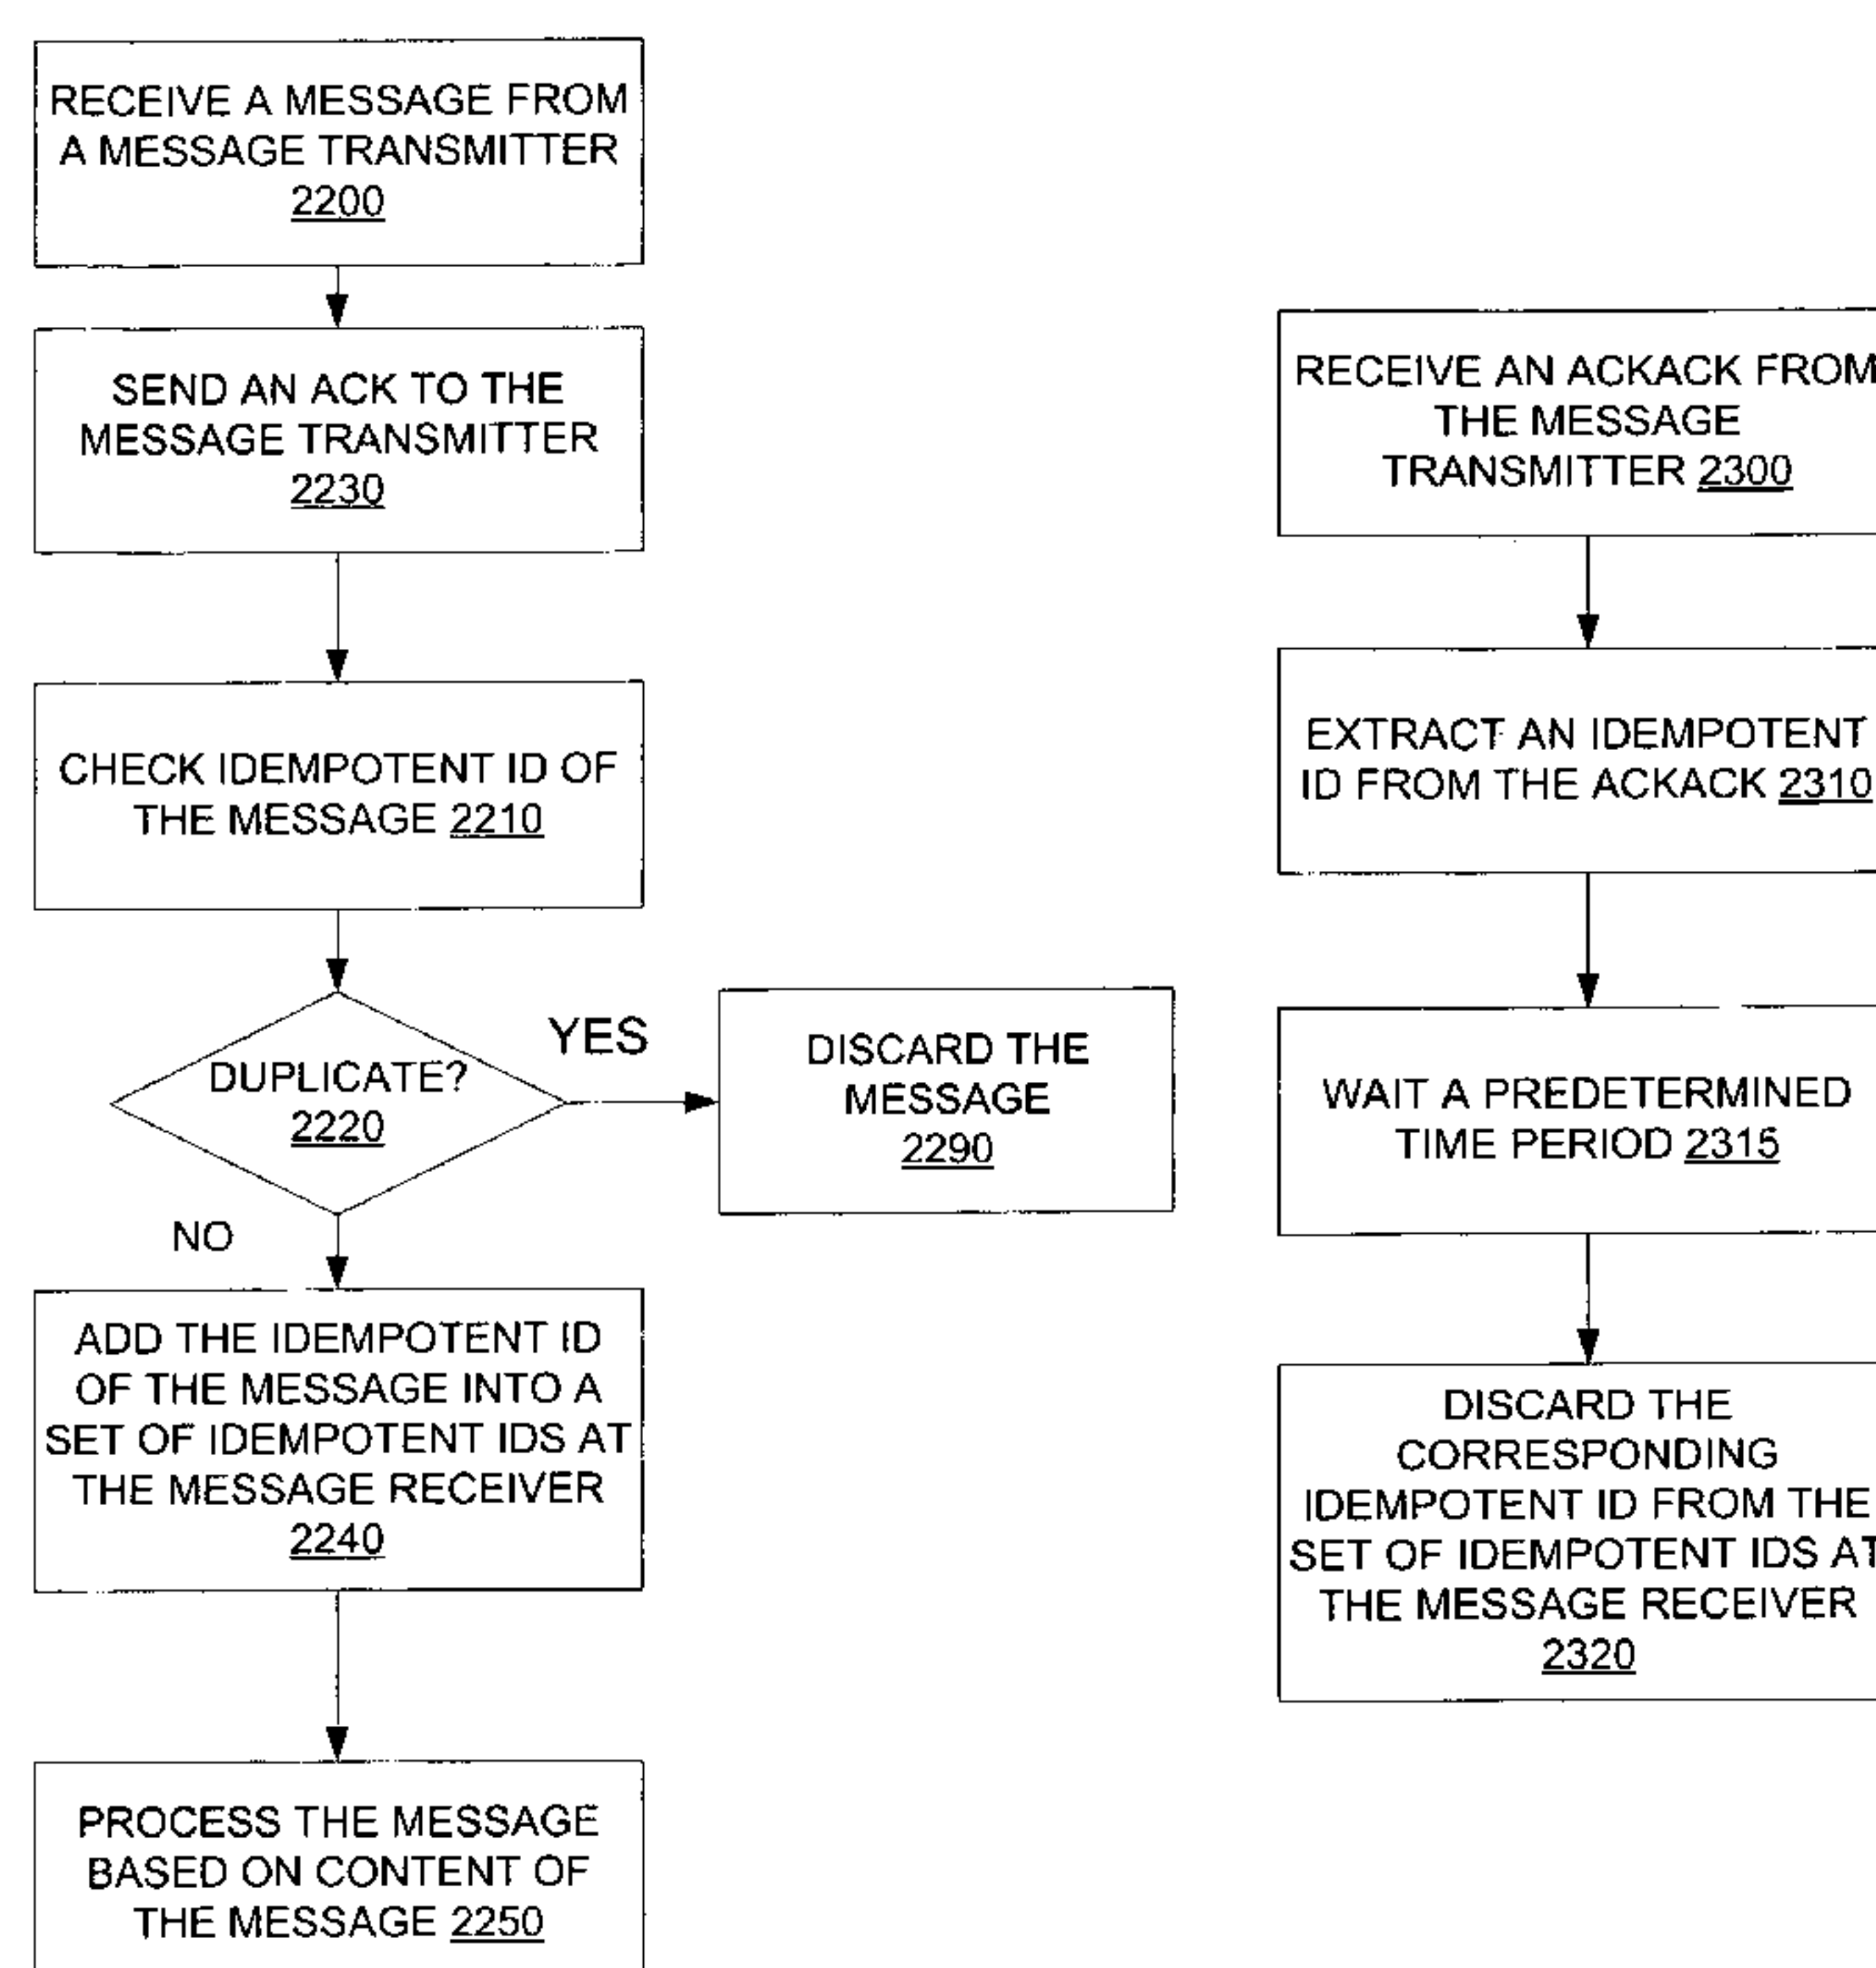 RECEIVE A MESSAGE FROM
A MESSAGE TRANSMITTER
2200
SEND AN ACK TO THE
MESSAGE TRANSMITTER
2230
CHECK IDEMPOTENT ID OF
THE MESSAGE 2210
DUPLICATE?
2220
YES
DISCARD THE
MESSAGE
2290
NO
ADD THE IDEMPOTENT ID
OF THE MESSAGE INTO A
SET OF IDEMPOTENT IDS AT
THE MESSAGE RECEIVER
2240
PROCESS THE MESSAGE
BASED ON CONTENT OF
THE MESSAGE 2250
RECEIVE AN ACKACK FROM
THE MESSAGE
TRANSMITTER 2300
EXTRACT AN IDEMPOTENT
ID FROM THE ACKACK 2310
WAIT A PREDETERMINED
TIME PERIOD 2315
DISCARD THE
CORRESPONDING
IDEMPOTENT ID FROM THE
SET OF IDEMPOTENT IDS AT
THE MESSAGE RECEIVER
2320